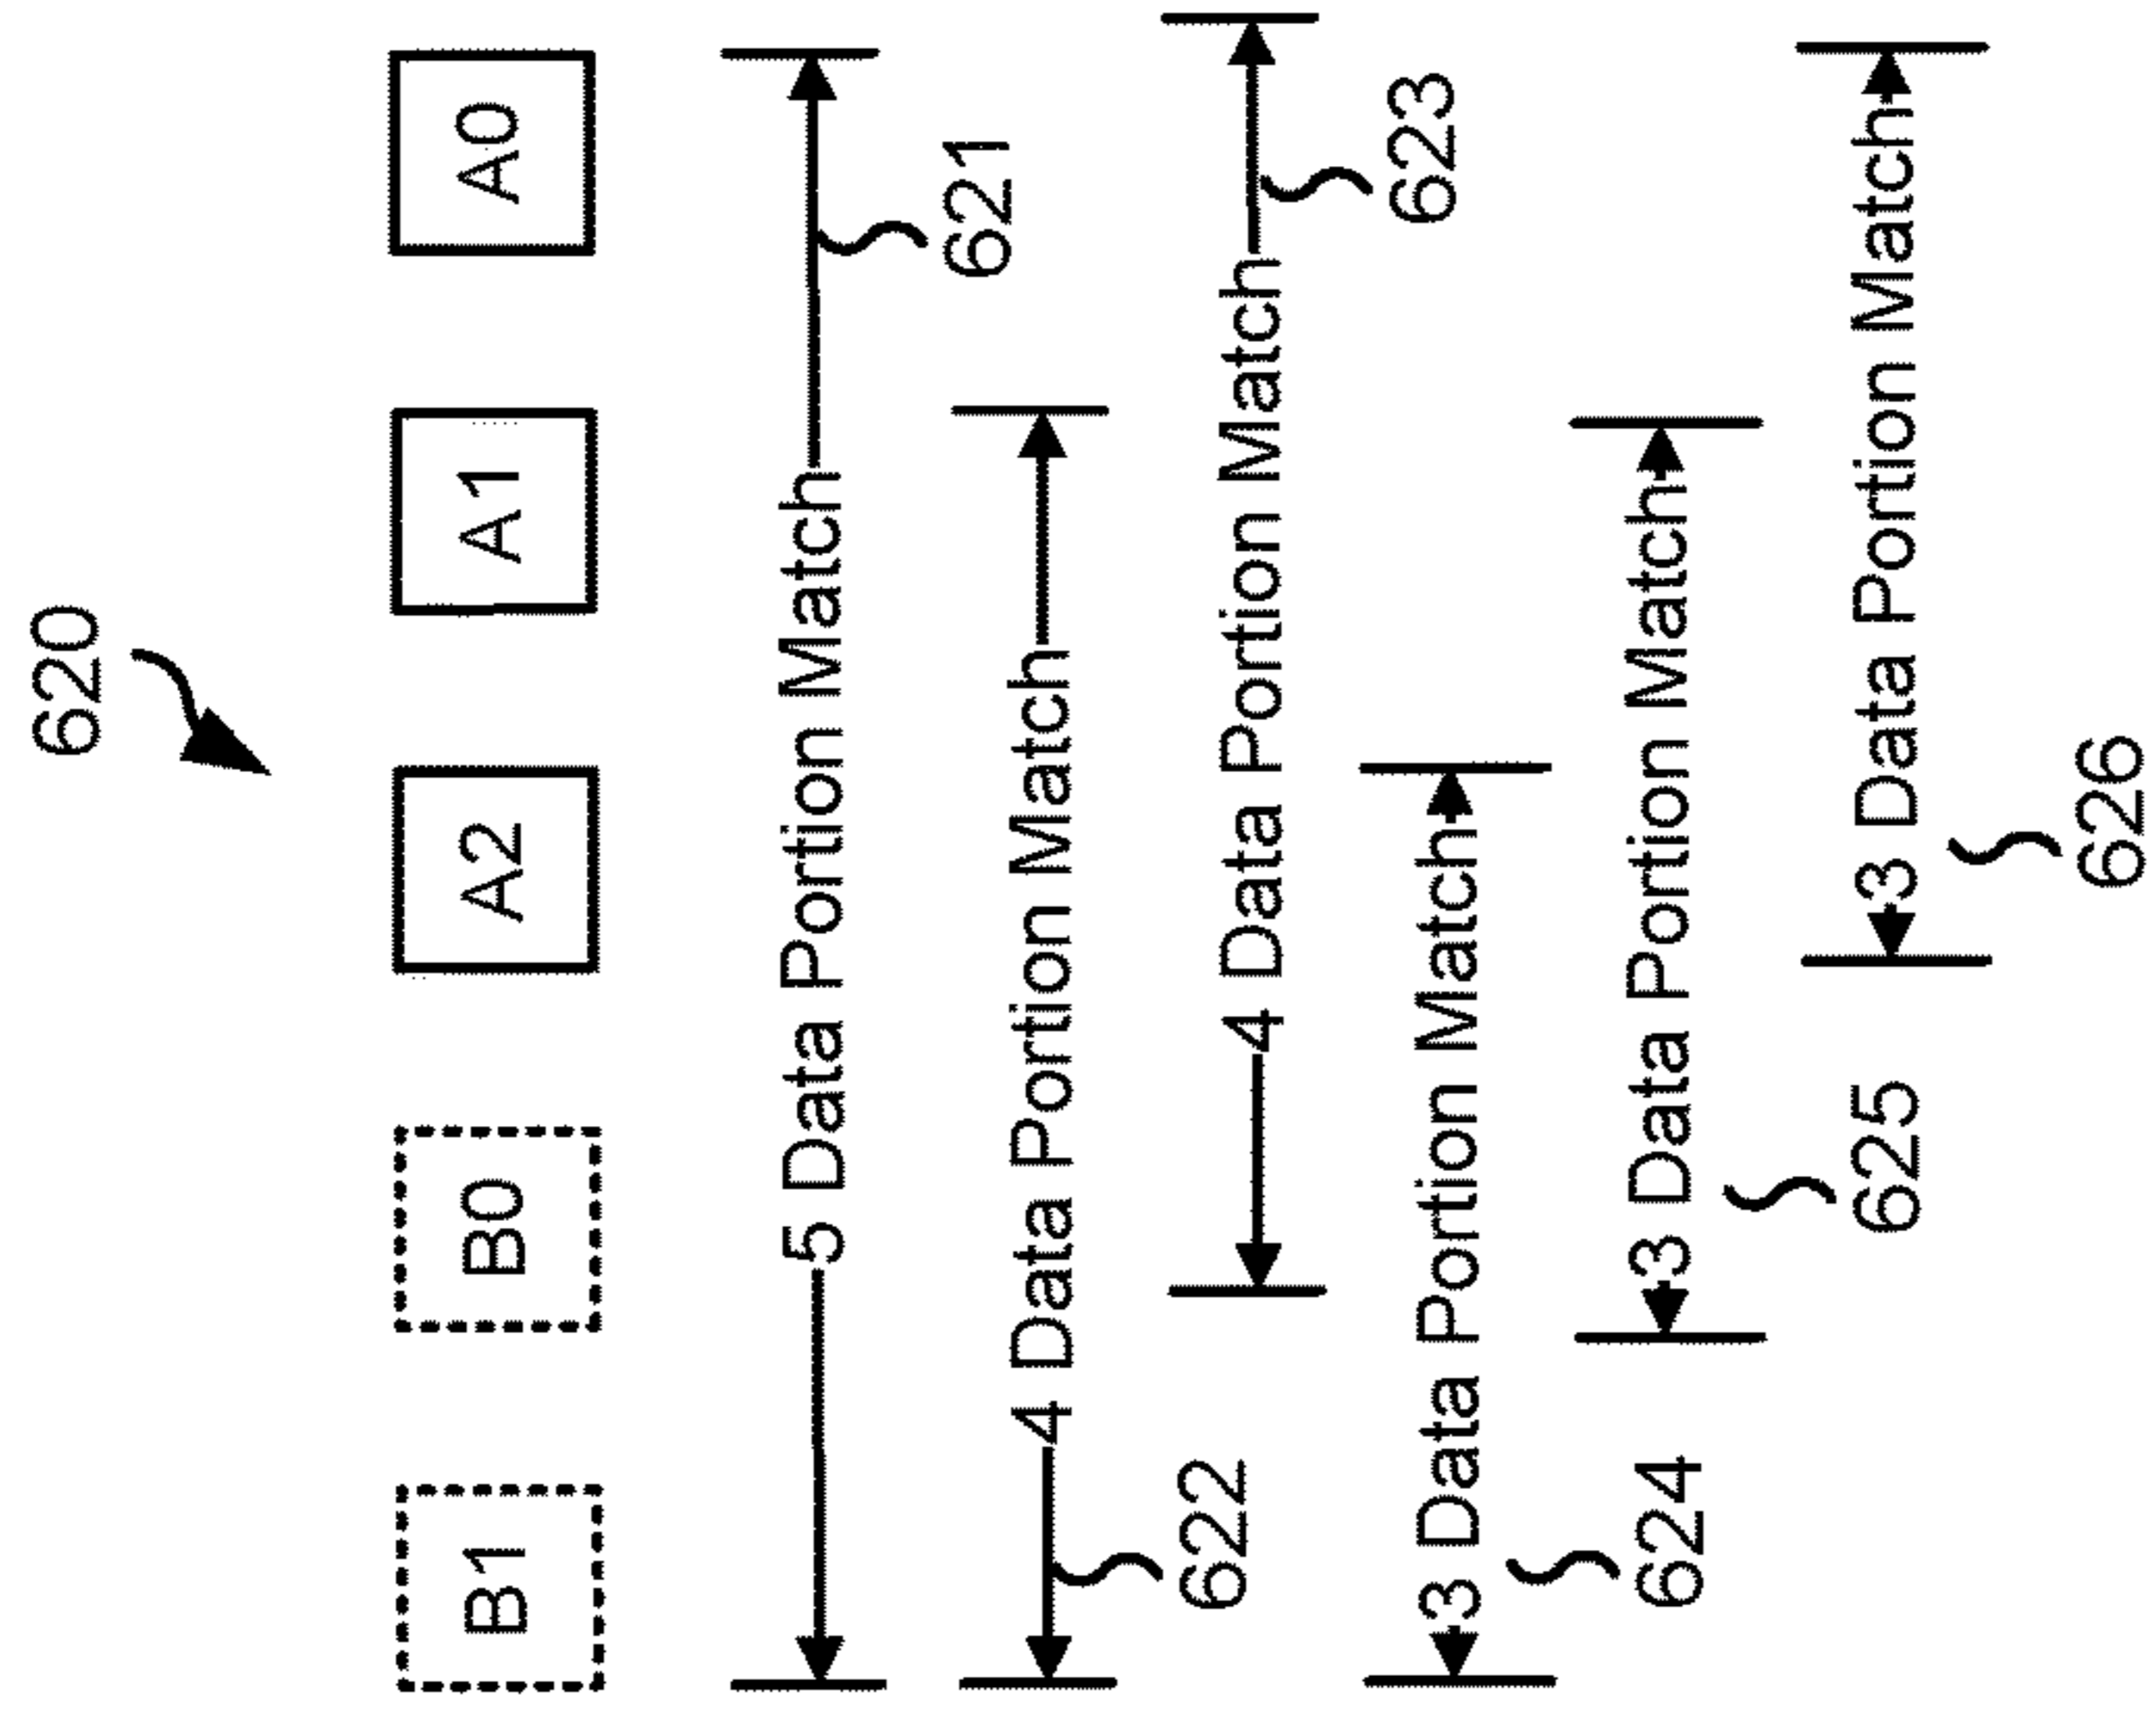 620
B1 B0 A2 A1 A0
5 Data Portion Match
621
4 Data Portion Match
622
4 Data Portion Match
623
3 Data Portion Match
624
3 Data Portion Match
625
3 Data Portion Match
626